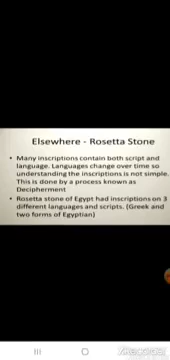 Elsewhere - Rosetta Stone
• Many inscriptions contain both script and
language. Languages change over time so
understanding the inscriptions is not simple.
This is done by a process known as
Decipherment
• Rosetta stone of Egypt had inscriptions on 3
different languages and scripts. (Greek and
two forms of Egyptian)